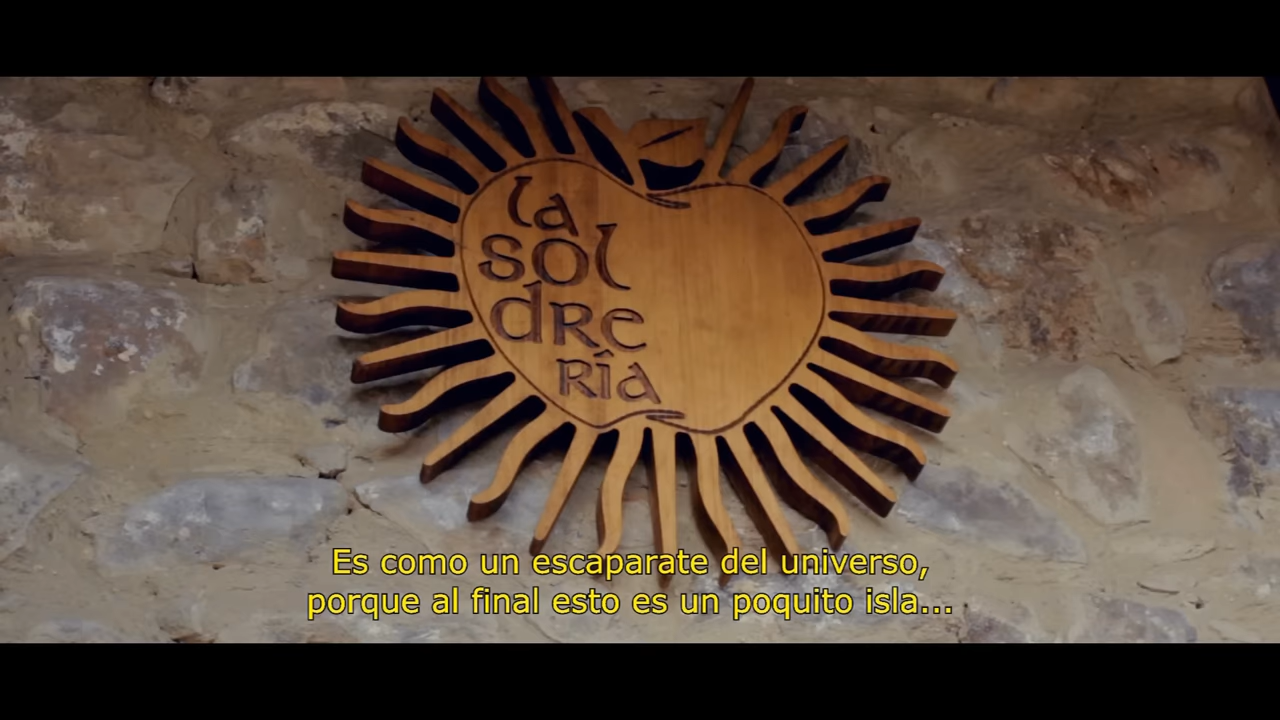 la
sol
dre
ría
Es como un escaparate del universo,
porque al final esto es un poquito isla...